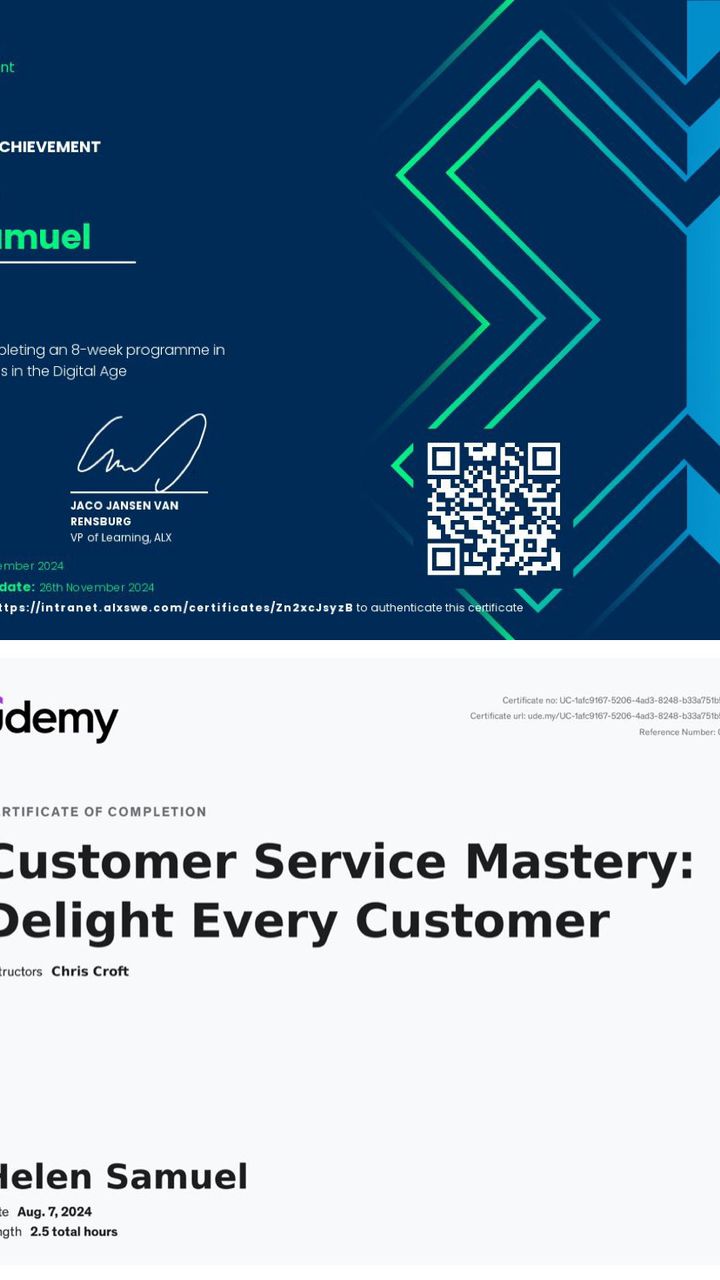 nt
CHIEVEMENT
amuel
pleting an 8-week programme in
s in the Digital Age
JACO JANSEN VAN
RENSBURG
VP of Learning, ALX
ember 2024
date: 26th November 2024
ttps://intranet.alxswe.com/certificates/Zn2xcJsyzB to authenticate this certificate
udemy
Certificate no: UC-1afc9167-5206-4ad3-8248-b33a751b
Certificate url: ude.my/UC-1afc9167-5206-4ad3-8248-b33a751b
Reference Number: 0
RTIFICATE OF COMPLETION
Customer Service Mastery:
Delight Every Customer
tructors Chris Croft
Helen Samuel
te Aug. 7, 2024
ngth 2.5 total hours